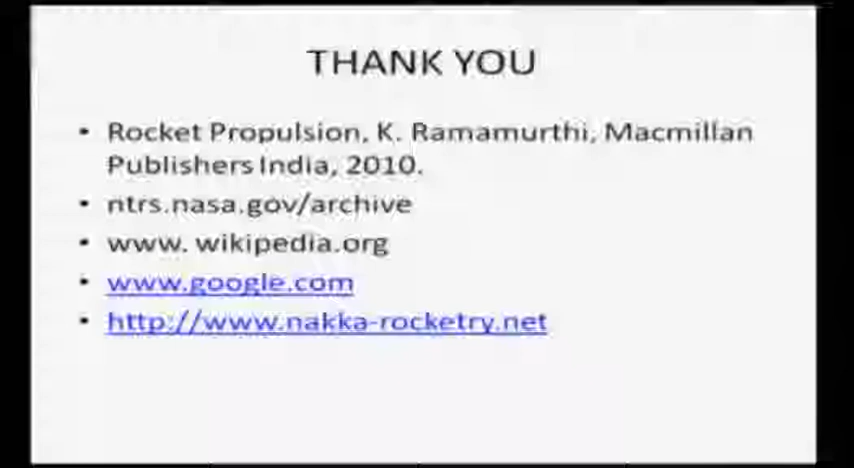 THANK YOU
• Rocket Propulsion, K. Ramamurthi, Macmillan
Publishers India, 2010.
• ntrs.nasa.gov/archive
• www. wikipedia.org
• www.google.com
• http://www.nakka-rocketry.net